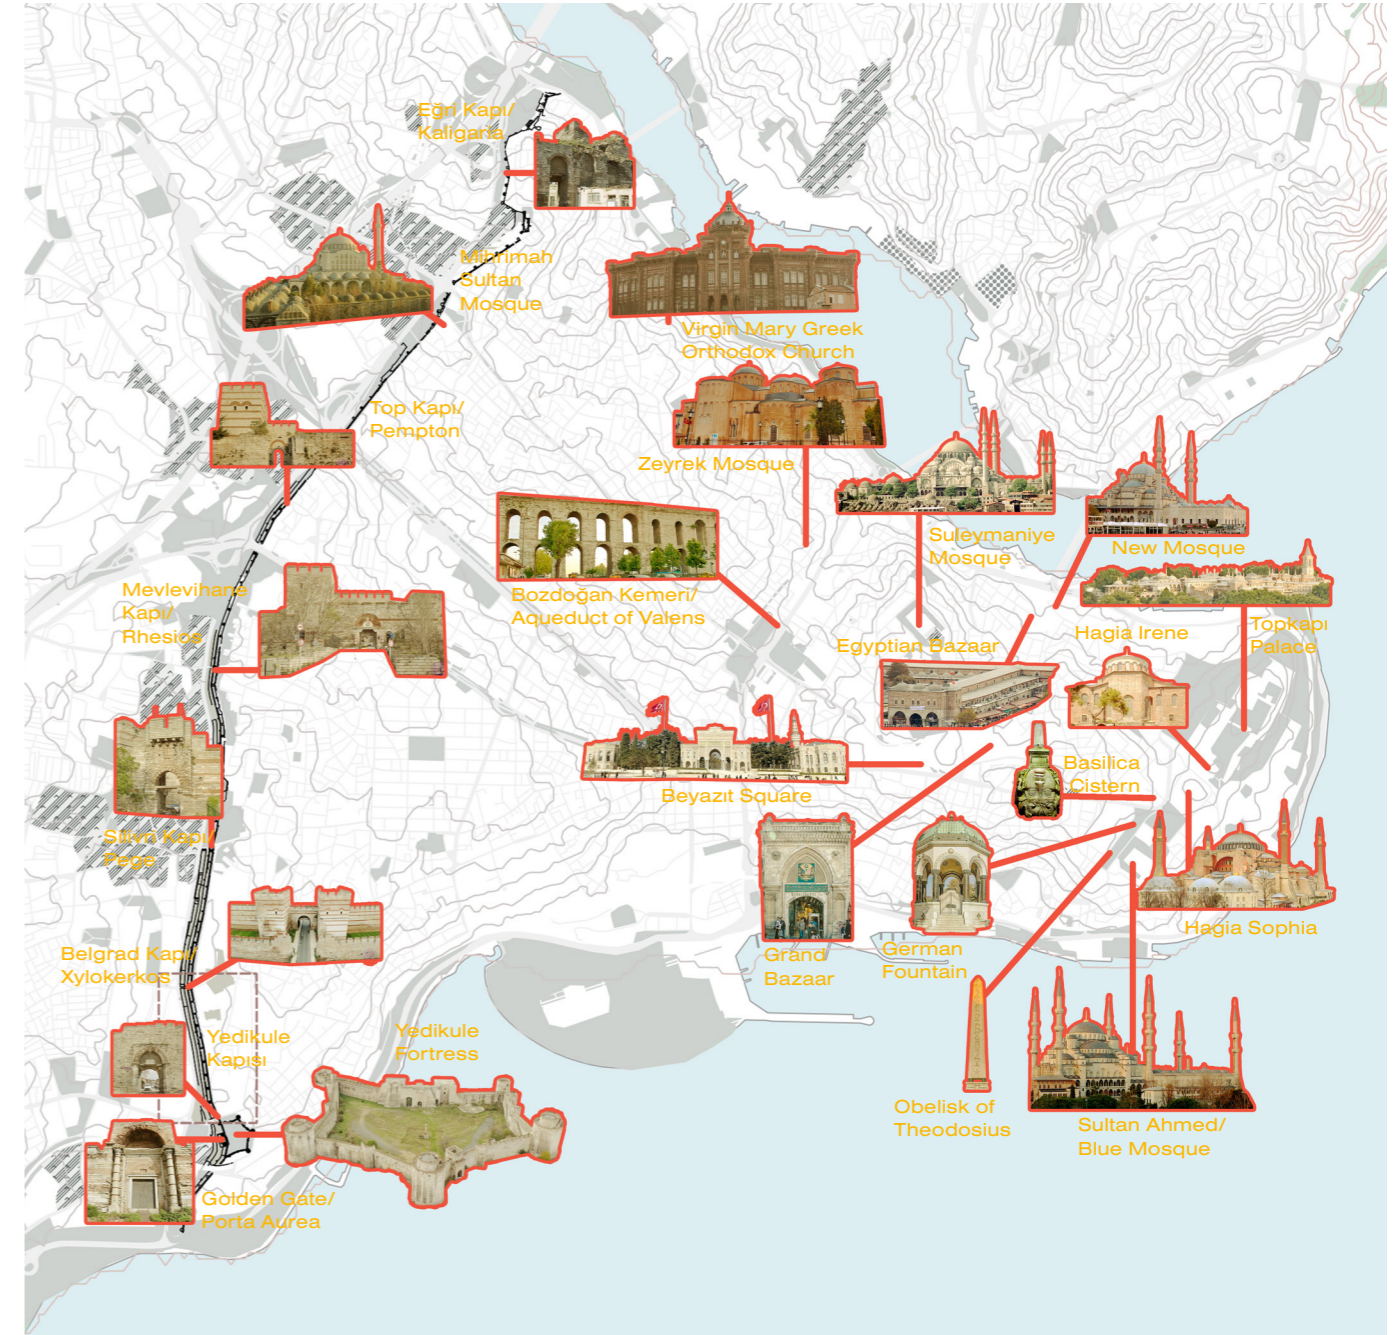 Eğri Kapı/
Kaligaria
Mihrimah
Sultan
Mosque
Virgin Mary Greek
Orthodox Church
Top Kapı/
Pempton
Zeyrek Mosque
Suleymaniye
Mosque
New Mosque
Bozdoğan Kemeri/
Aqueduct of Valens
Mevlevihane
Kapı/
Rhesios
Egyptian Bazaar
Hagia Irene
Topkapı
Palace
Basilica
Cistern
Beyazıt Square
Silivri Kapı/
Pege
Hagia Sophia
Grand
Bazaar
German
Fountain
Belgrad Kapı/
Xylokerkos
Yedikule
Kapısı
Yedikule
Fortress
Obelisk of
Theodosius
Sultan Ahmed/
Blue Mosque
Golden Gate/
Porta Aurea